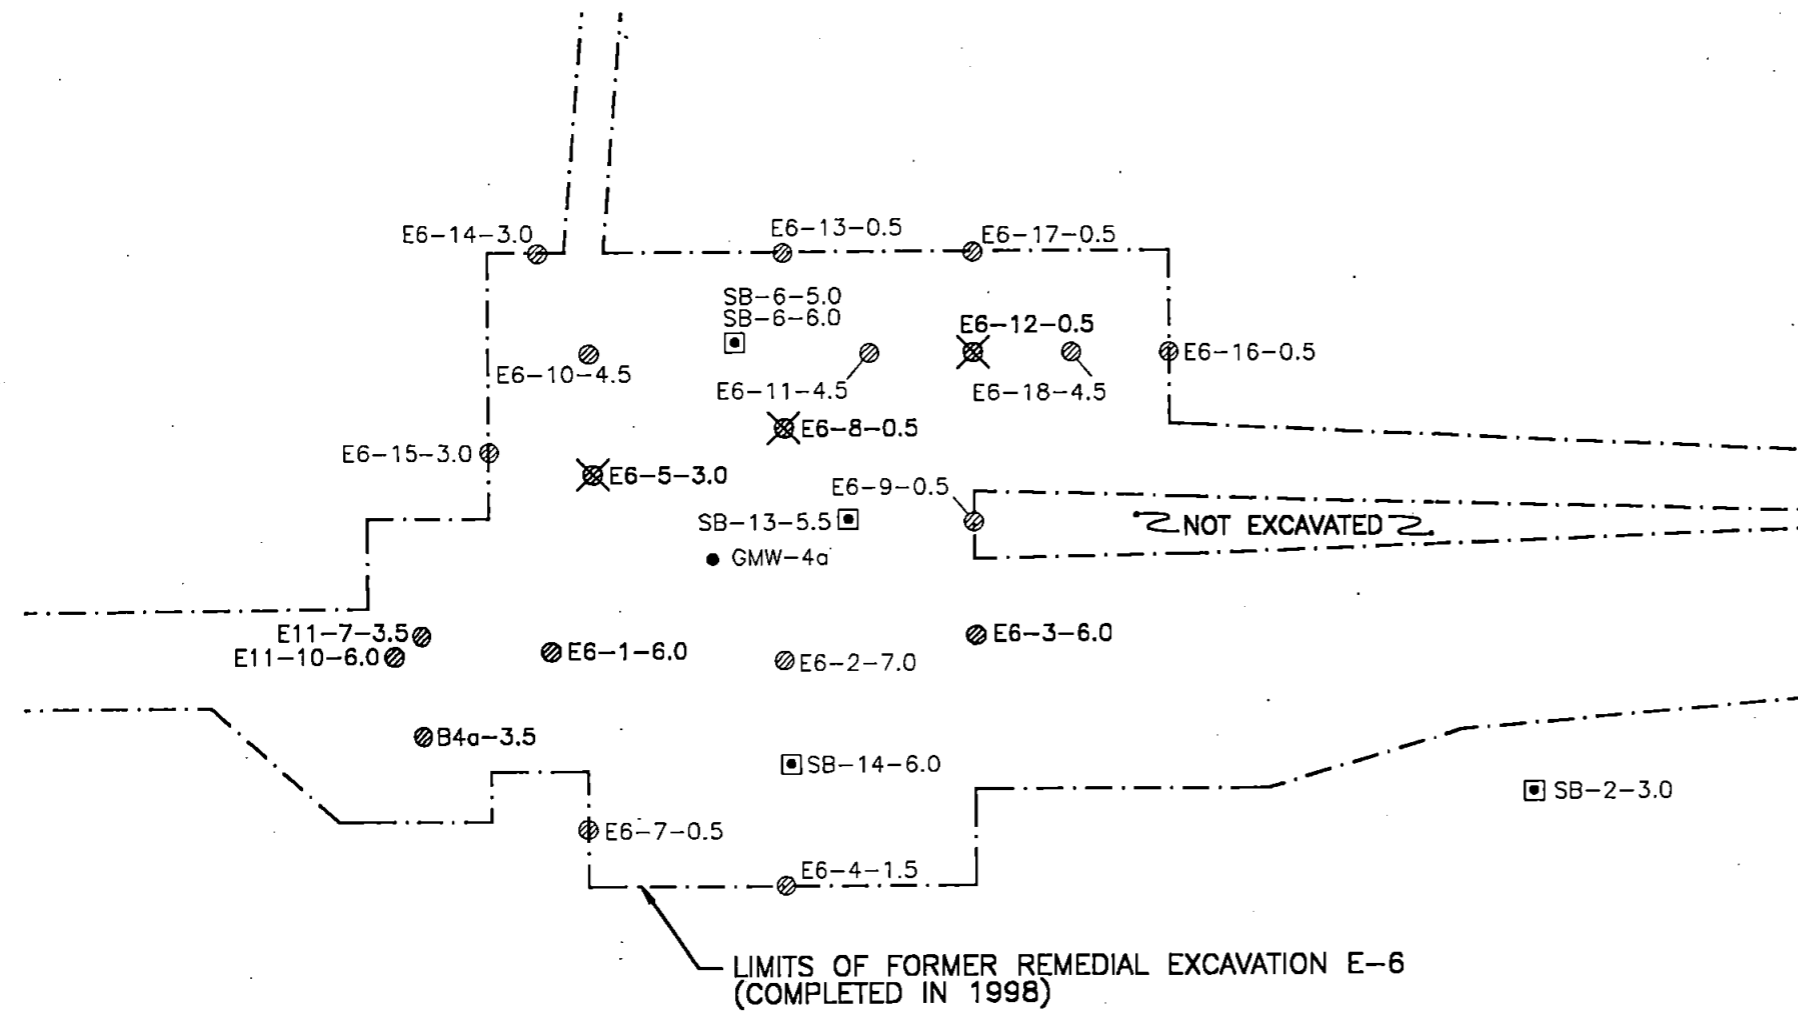 E6-14-3.0
E6-13-0.5
E6-17-0.5
SB-6-5.0
SB-6-6.0
E6-12-0.5
E6-16-0.5
E6-10-4.5
E6-11-4.5
E6-18-4.5
E6-8-0.5
E6-15-3.0
E6-5-3.0
E6-9-0.5
SB-13-5.5
NOT EXCAVATED
GMW-4a
E11-7-3.5
E11-10-6.0
E6-1-6.0
E6-2-7.0
E6-3-6.0
B4a-3.5
SB-14-6.0
SB-2-3.0
E6-7-0.5
E6-4-1.5
LIMITS OF FORMER REMEDIAL EXCAVATION E-6
(COMPLETED IN 1998)